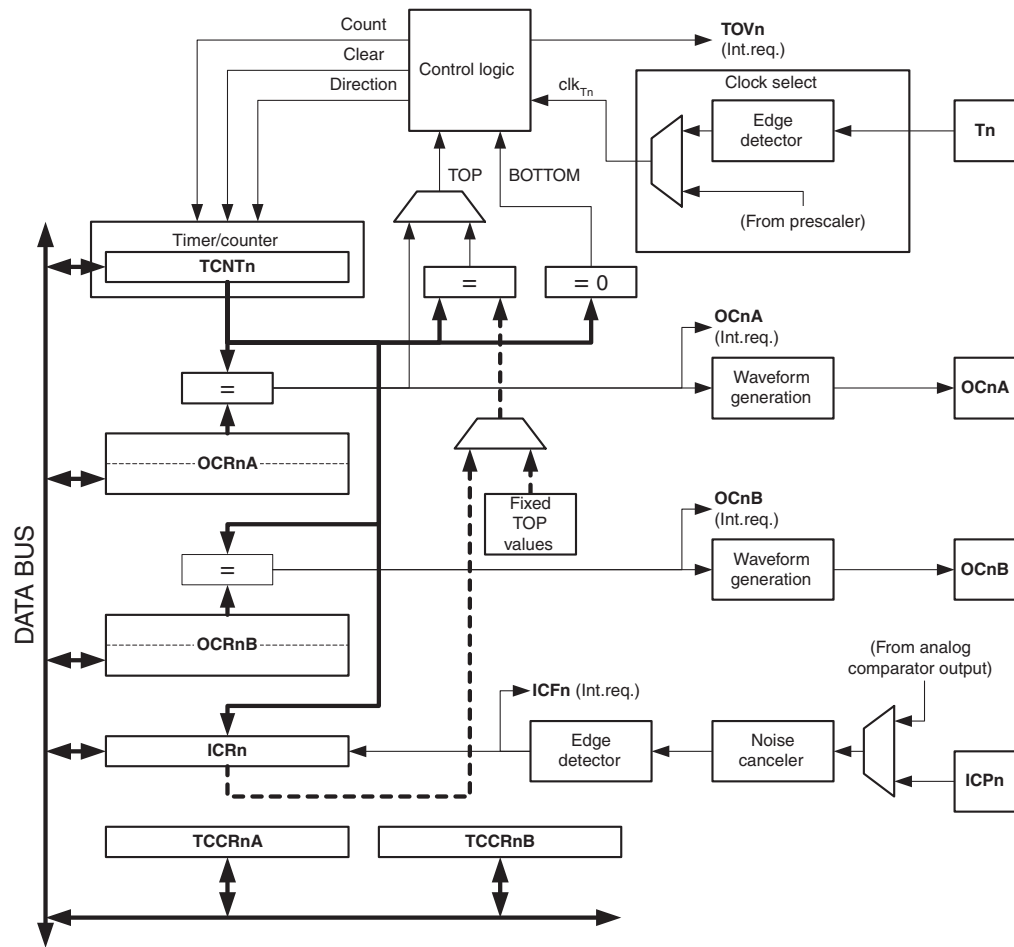 Count
Clear
Direction
Control logic
TOVn
(Int.req.)
clkTn
Clock select
Edge
detector
Tn
(From prescaler)
TOP
BOTTOM
Timer/counter
TCNTn
=
= 0
OCnA
(Int.req.)
=
Waveform
generation
OCnA
OCRnA
Fixed
TOP
values
OCnB
(Int.req.)
=
Waveform
generation
OCnB
OCRnB
DATA BUS
(From analog
comparator output)
ICFn (Int.req.)
ICRn
Edge
detector
Noise
canceler
ICPn
TCCRnA
TCCRnB